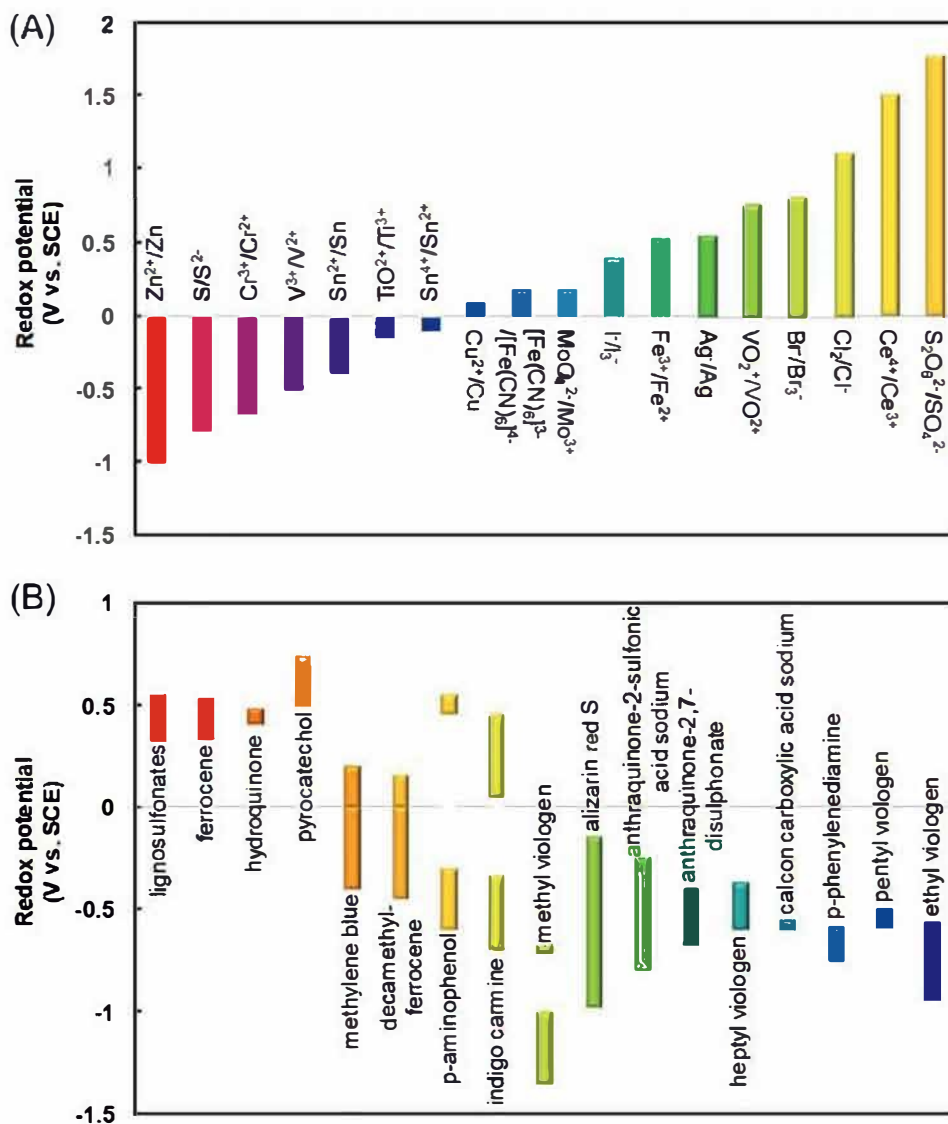 (A)
Redox potential
(V vs. SCE)
2
1.5
1
0.5
0
-0.5
-1
-1.5
Zn²⁺/Zn
S/S²⁻
Cr³⁺/Cr²⁺
V³⁺/V²⁺
Sn²⁺/Sn
TiO²⁺/Ti³⁺
Sn⁴⁺/Sn²⁺
Cu²⁺/Cu
[Fe(CN)₆]³⁻
/[Fe(CN)₆]⁴⁻
MoO₄²⁻/Mo³⁺
I⁻/I₃⁻
Fe³⁺/Fe²⁺
Ag⁺/Ag
VO₂⁺/VO²⁺
Br⁻/Br₃⁻
Cl₂/Cl⁻
Ce⁴⁺/Ce³⁺
S₂O₈²⁻/SO₄²⁻
(B)
Redox potential
(V vs. SCE)
1
0.5
0
-0.5
-1
-1.5
lignosulfonates
ferrocene
hydroquinone
pyrocatechol
methylene blue
decamethyl-
ferrocene
p-aminophenol
indigo carmine
methyl viologen
alizarin red S
anthraquinone-2-sulfonic
acid sodium
anthraquinone-2,7-
disulphonate
heptyl viologen
calcon carboxylic acid sodium
p-phenylenediamine
pentyl viologen
ethyl viologen